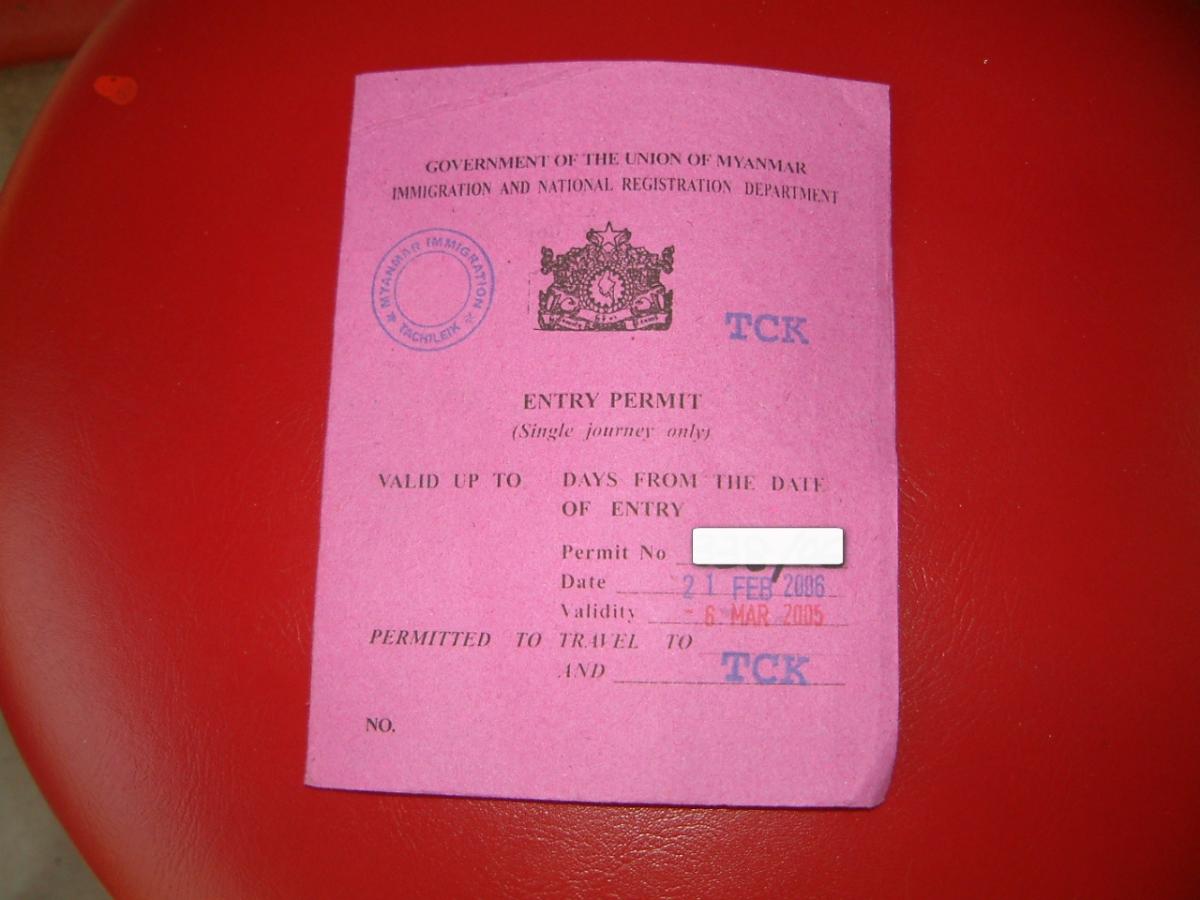 GOVERNMENT OF THE UNION OF MYANMAR
IMMIGRATION AND NATIONAL REGISTRATION DEPARTMENT
MYANMAR IMMIGRATION
TACHILEIK
TCK
ENTRY PERMIT
(Single journey only)
VALID UP TO DAYS FROM THE DATE
OF ENTRY
Permit No
Date 21 FEB 2006
Validity - 6 MAR 2005
PERMITTED TO TRAVEL TO
AND TCK
NO.